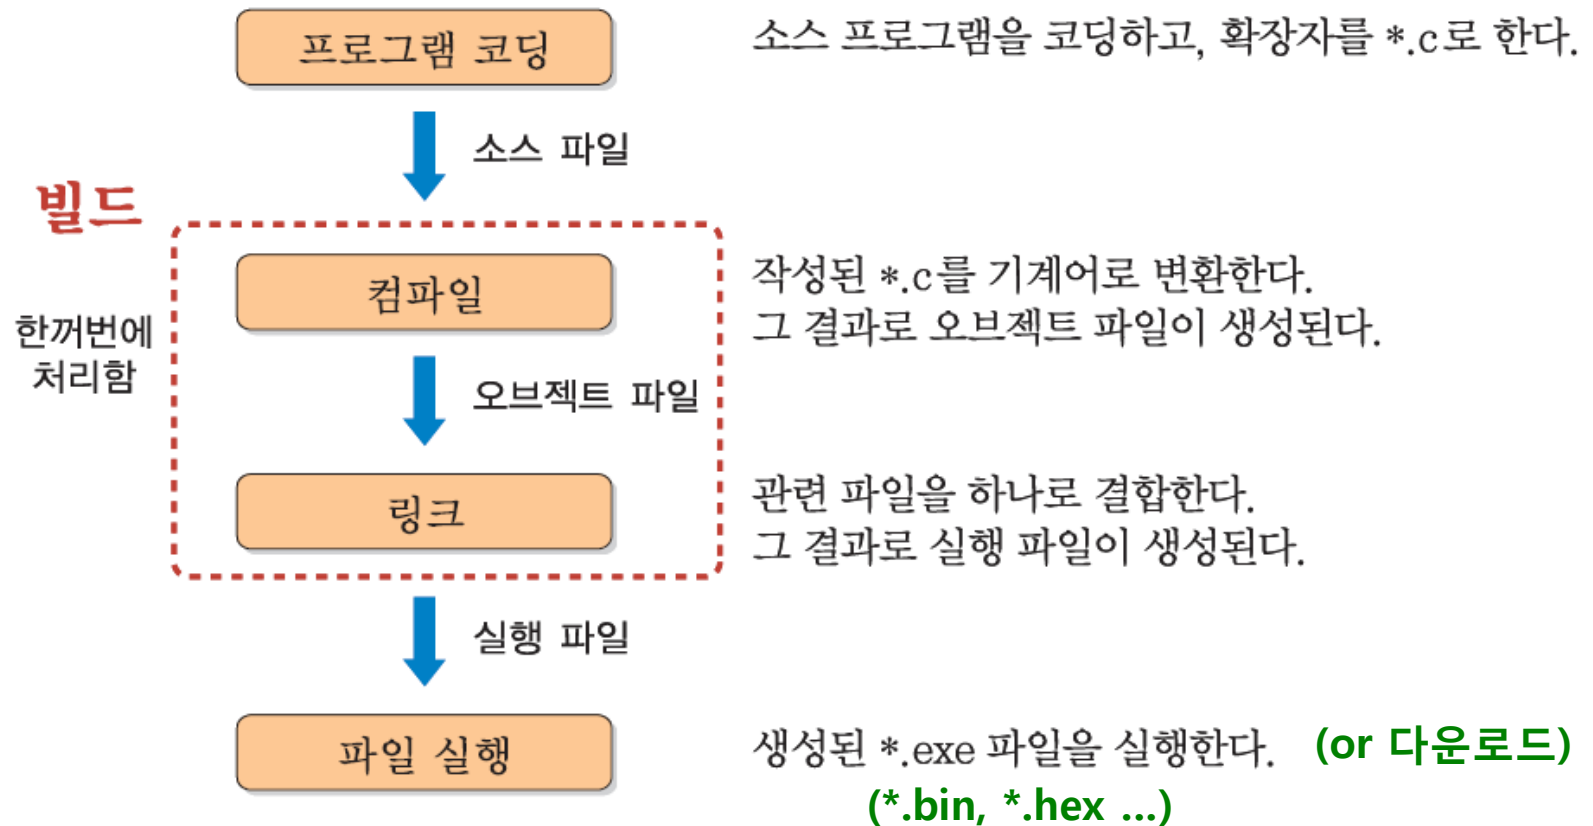 프로그램 코딩
소스 프로그램을 코딩하고, 확장자를 *.c로 한다.
소스 파일
빌드
한꺼번에
처리함
컴파일
작성된 *.c를 기계어로 변환한다.
그 결과로 오브젝트 파일이 생성된다.
오브젝트 파일
링크
관련 파일을 하나로 결합한다.
그 결과로 실행 파일이 생성된다.
실행 파일
파일 실행
생성된 *.exe 파일을 실행한다. (or 다운로드)
(*.bin, *.hex ...)